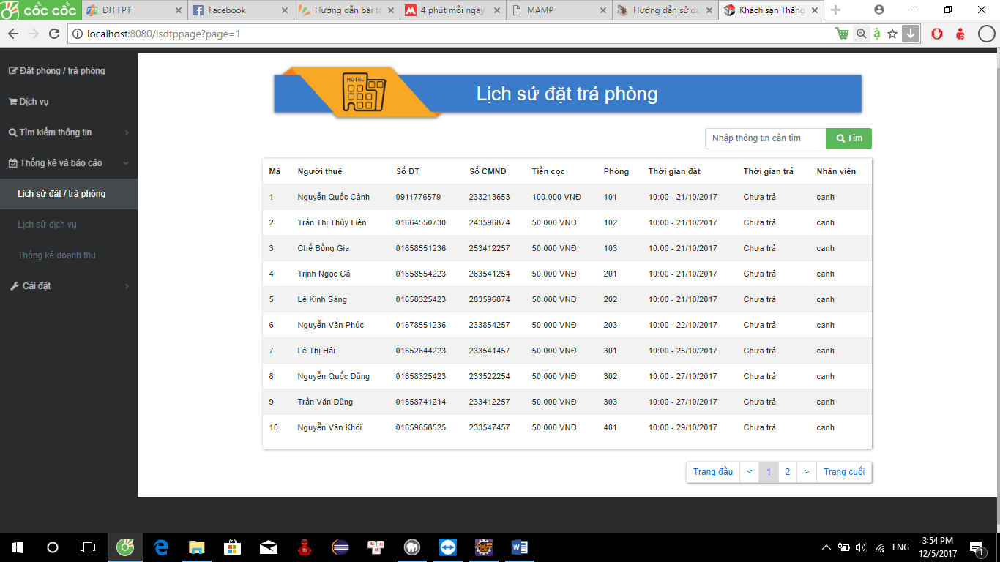 cốc cốc
DH FPT
Facebook
Hướng dẫn bài tậ
4 phút mỗi ngày
MAMP
Hướng dẫn sử dụ
Khách sạn Thăng
localhost:8080/lsdtppage?page=1
Đặt phòng / trả phòng
Dịch vụ
Tìm kiếm thông tin
Thống kê và báo cáo
Lịch sử đặt / trả phòng
Lịch sử dịch vụ
Thống kê doanh thu
Cài đặt
HOTEL
Lịch sử đặt trả phòng
Nhập thông tin cần tìm
Tìm
Mã Người thuê Số ĐT Số CMND Tiền cọc Phòng Thời gian đặt Thời gian trả Nhân viên
1 Nguyễn Quốc Cảnh 0911776579 233213653 100.000 VNĐ 101 10:00 - 21/10/2017 Chưa trả canh
2 Trần Thị Thùy Liên 01664550730 243596874 50.000 VNĐ 102 10:00 - 21/10/2017 Chưa trả canh
3 Chế Bồng Gia 01658551236 253412257 50.000 VNĐ 103 10:00 - 21/10/2017 Chưa trả canh
4 Trịnh Ngọc Cả 01658554223 263541254 50.000 VNĐ 201 10:00 - 21/10/2017 Chưa trả canh
5 Lê Kinh Sáng 01658325423 283596874 50.000 VNĐ 202 10:00 - 21/10/2017 Chưa trả canh
6 Nguyễn Văn Phúc 01678551236 233854257 50.000 VNĐ 203 10:00 - 22/10/2017 Chưa trả canh
7 Lê Thị Hải 01652644223 233541457 50.000 VNĐ 301 10:00 - 25/10/2017 Chưa trả canh
8 Nguyễn Quốc Dũng 01658325423 233522254 50.000 VNĐ 302 10:00 - 27/10/2017 Chưa trả canh
9 Trần Văn Dũng 01658741214 233412257 50.000 VNĐ 303 10:00 - 27/10/2017 Chưa trả canh
10 Nguyễn Văn Khôi 01659658525 233547457 50.000 VNĐ 401 10:00 - 29/10/2017 Chưa trả canh
Trang đầu < 1 2 > Trang cuối
ENG
3:54 PM
12/5/2017
1